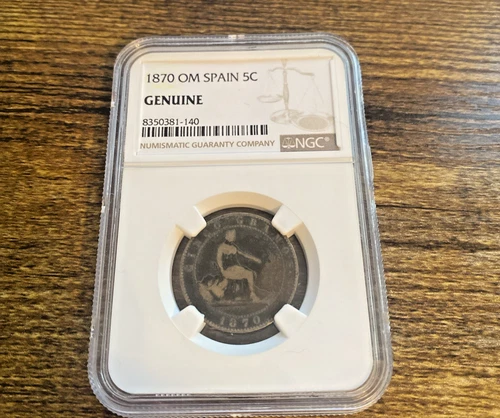 1870 OM SPAIN 5C
GENUINE
8350381-140
NUMISMATIC GUARANTY COMPANY
NGC®
1870